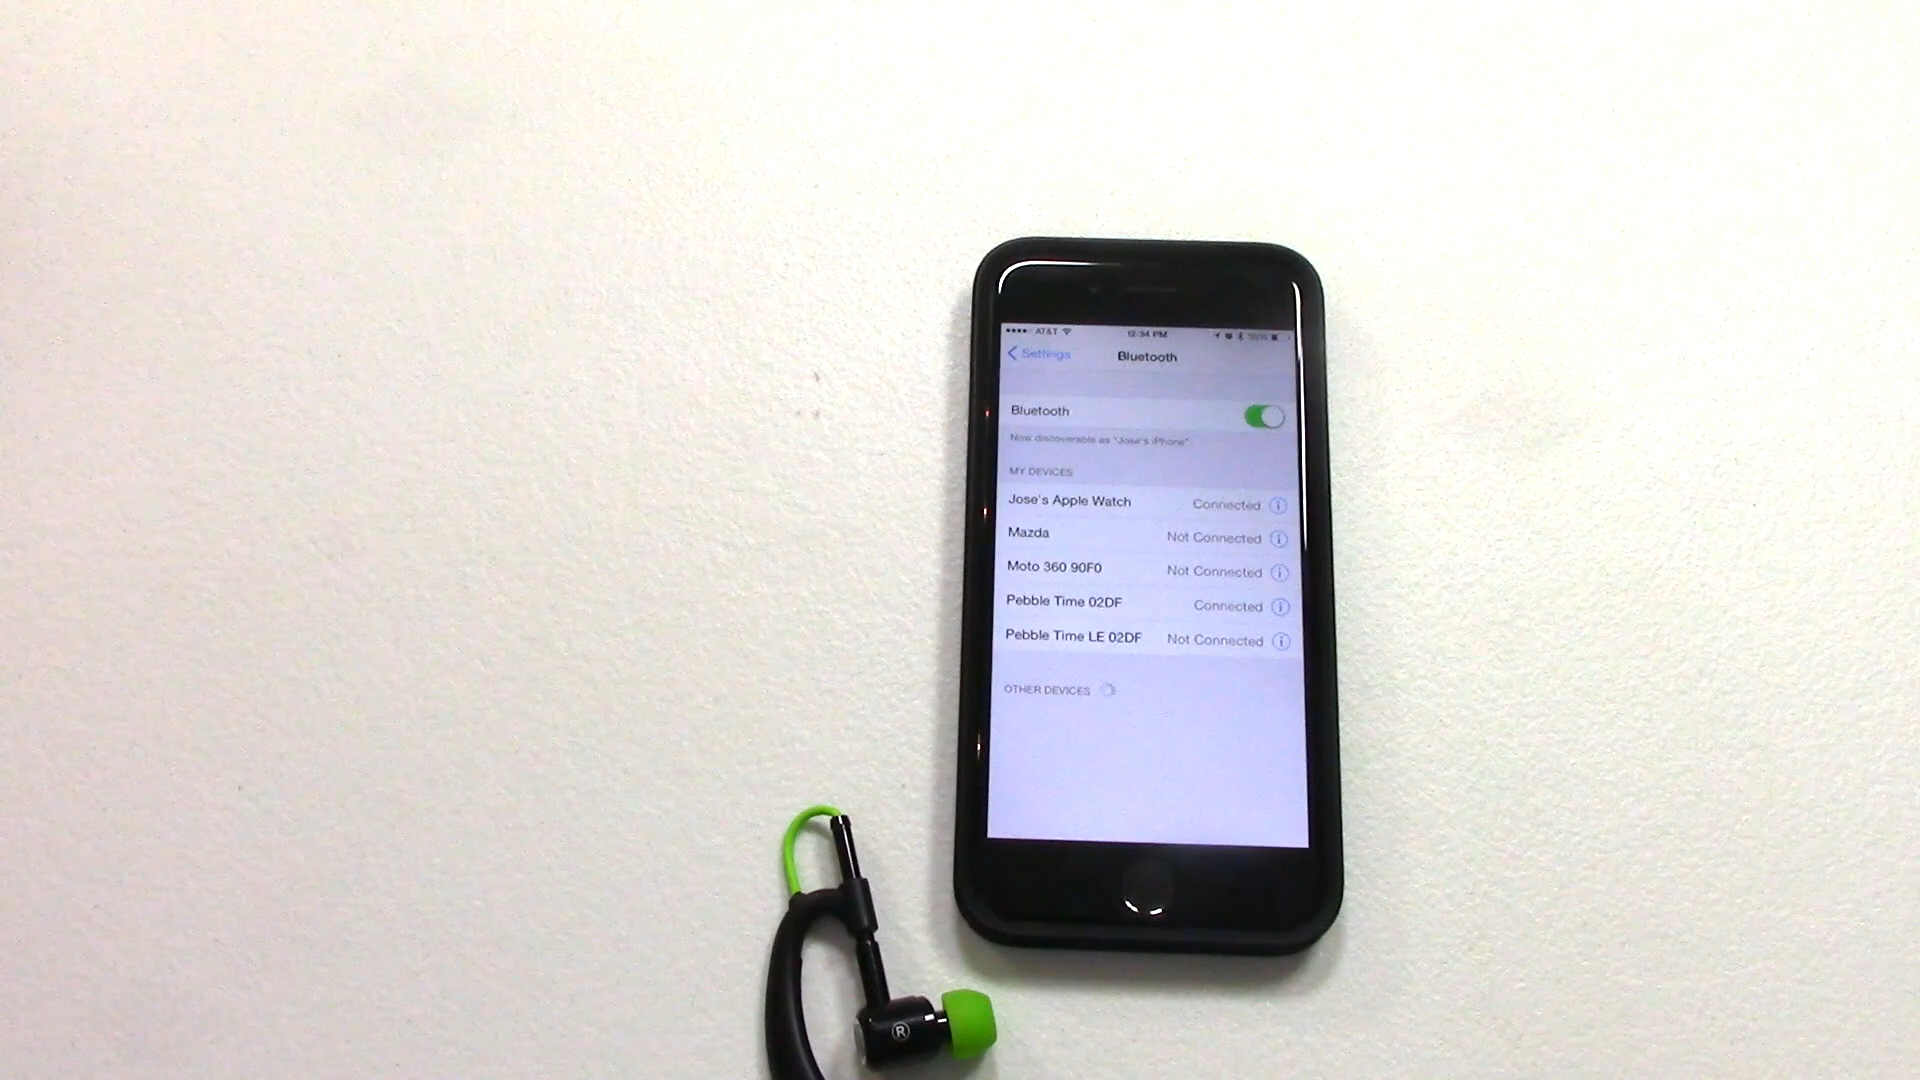 AT&T 12:34 PM 35%
Settings Bluetooth
Bluetooth
Now discoverable as "Jose's iPhone".
MY DEVICES
Jose's Apple Watch Connected
Mazda Not Connected
Moto 360 90F0 Not Connected
Pebble Time 02DF Connected
Pebble Time LE 02DF Not Connected
OTHER DEVICES
R